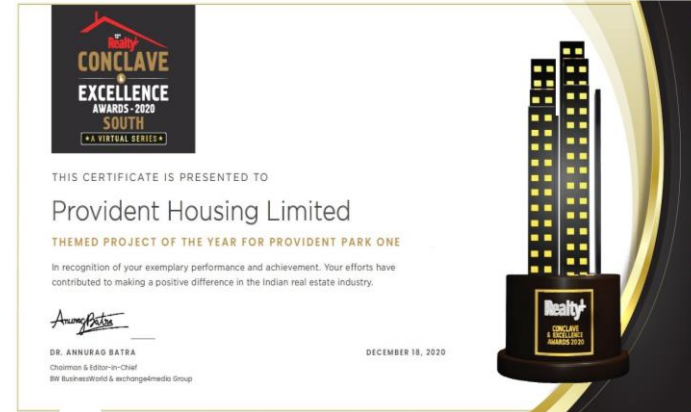 12th
Realty+
CONCLAVE
&
EXCELLENCE
AWARDS-2020
SOUTH
★A VIRTUAL SERIES★
THIS CERTIFICATE IS PRESENTED TO
Provident Housing Limited
THEMED PROJECT OF THE YEAR FOR PROVIDENT PARK ONE
In recognition of your exemplary performance and achievement. Your efforts have
contributed to making a positive difference in the Indian real estate industry.
Anurag Batra
DR. ANNURAG BATRA
DECEMBER 18, 2020
Chairman & Editor-in-Chief
BW BusinessWorld & exchange4media Group
Realty+
CONCLAVE
& EXCELLENCE
AWARDS 2020